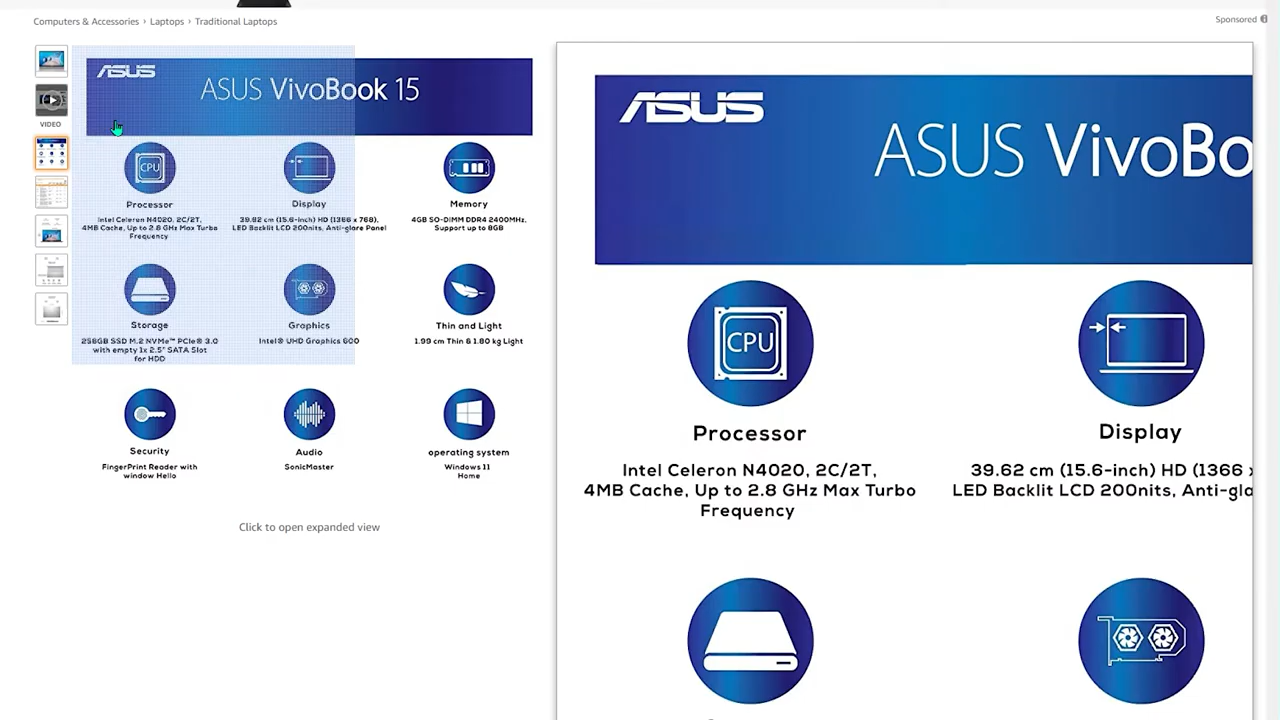 Computers & Accessories › Laptops › Traditional Laptops
Sponsored
VIDEO
ASUS
ASUS VivoBook 15
CPU
Processor
Intel Celeron N4020, 2C/2T,
4MB Cache, Up to 2.8 GHz Max Turbo
Frequency
Display
39.62 cm (15.6-inch) HD (1366 x 768),
LED Backlit LCD 200nits, Anti-glare Panel
Memory
4GB SO-DIMM DDR4 2400MHz,
Support up to 8GB
Storage
256GB SSD M.2 NVMe™ PCIe® 3.0
with empty 1x 2.5" SATA Slot
for HDD
Graphics
Intel® UHD Graphics 600
Thin and Light
1.99 cm Thin & 1.80 kg Light
Security
FingerPrint Reader with
window Hello
Audio
SonicMaster
operating system
Windows 11
Home
Click to open expanded view
ASUS
ASUS VivoBo
CPU
Processor
Intel Celeron N4020, 2C/2T,
4MB Cache, Up to 2.8 GHz Max Turbo
Frequency
Display
39.62 cm (15.6-inch) HD (1366
LED Backlit LCD 200nits, Anti-gla